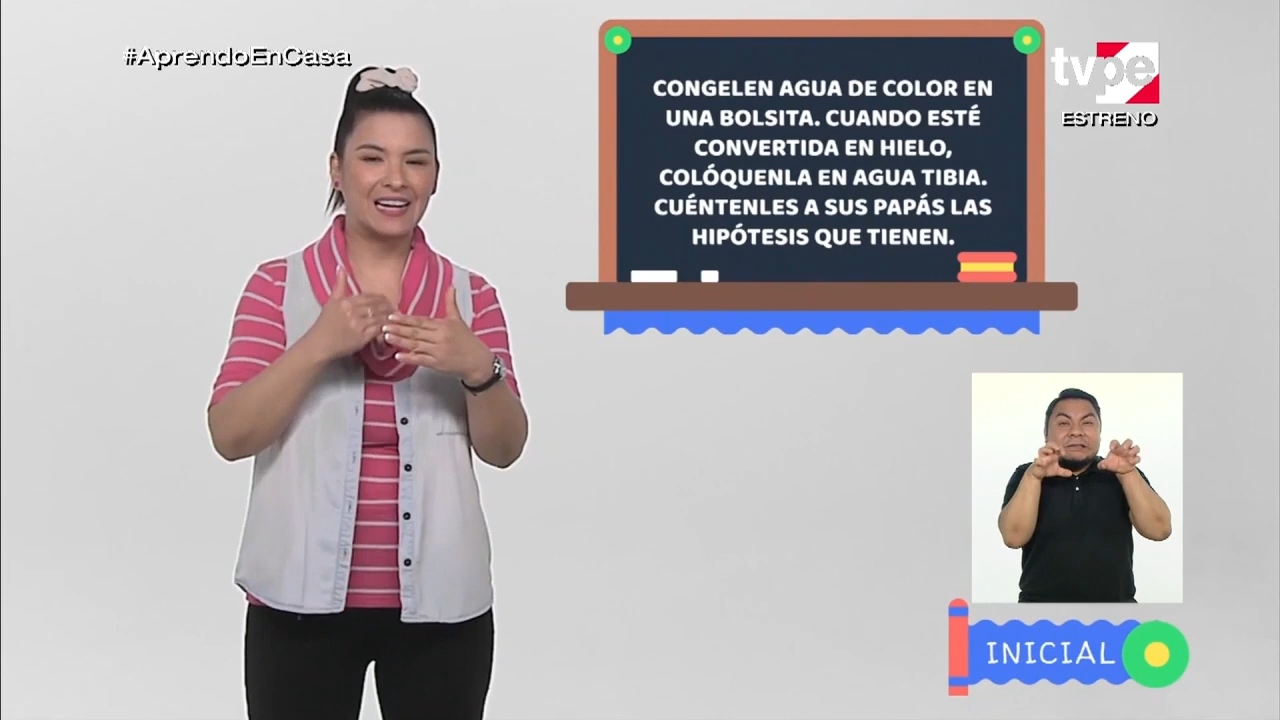 #AprendoEnCasa
CONGELEN AGUA DE COLOR EN
UNA BOLSITA. CUANDO ESTÉ
CONVERTIDA EN HIELO,
COLÓQUENLA EN AGUA TIBIA.
CUÉNTENLES A SUS PAPÁS LAS
HIPÓTESIS QUE TIENEN.
tvpe
ESTRENO
INICIAL